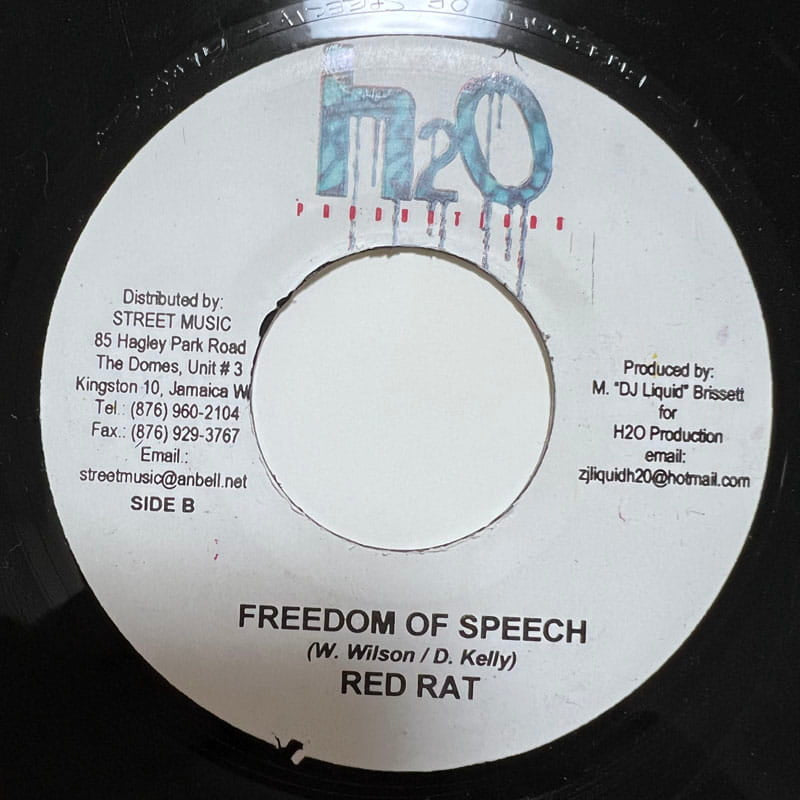 h2O
PRODUCTIONS
Distributed by:
STREET MUSIC
85 Hagley Park Road
The Domes, Unit # 3
Kingston 10, Jamaica W
Tel.: (876) 960-2104
Fax.: (876) 929-3767
Email.:
streetmusic@anbell.net
SIDE B
Produced by:
M. "DJ Liquid" Brissett
for
H2O Production
email:
zjliquidh20@hotmail.com
FREEDOM OF SPEECH
(W. Wilson / D. Kelly)
RED RAT